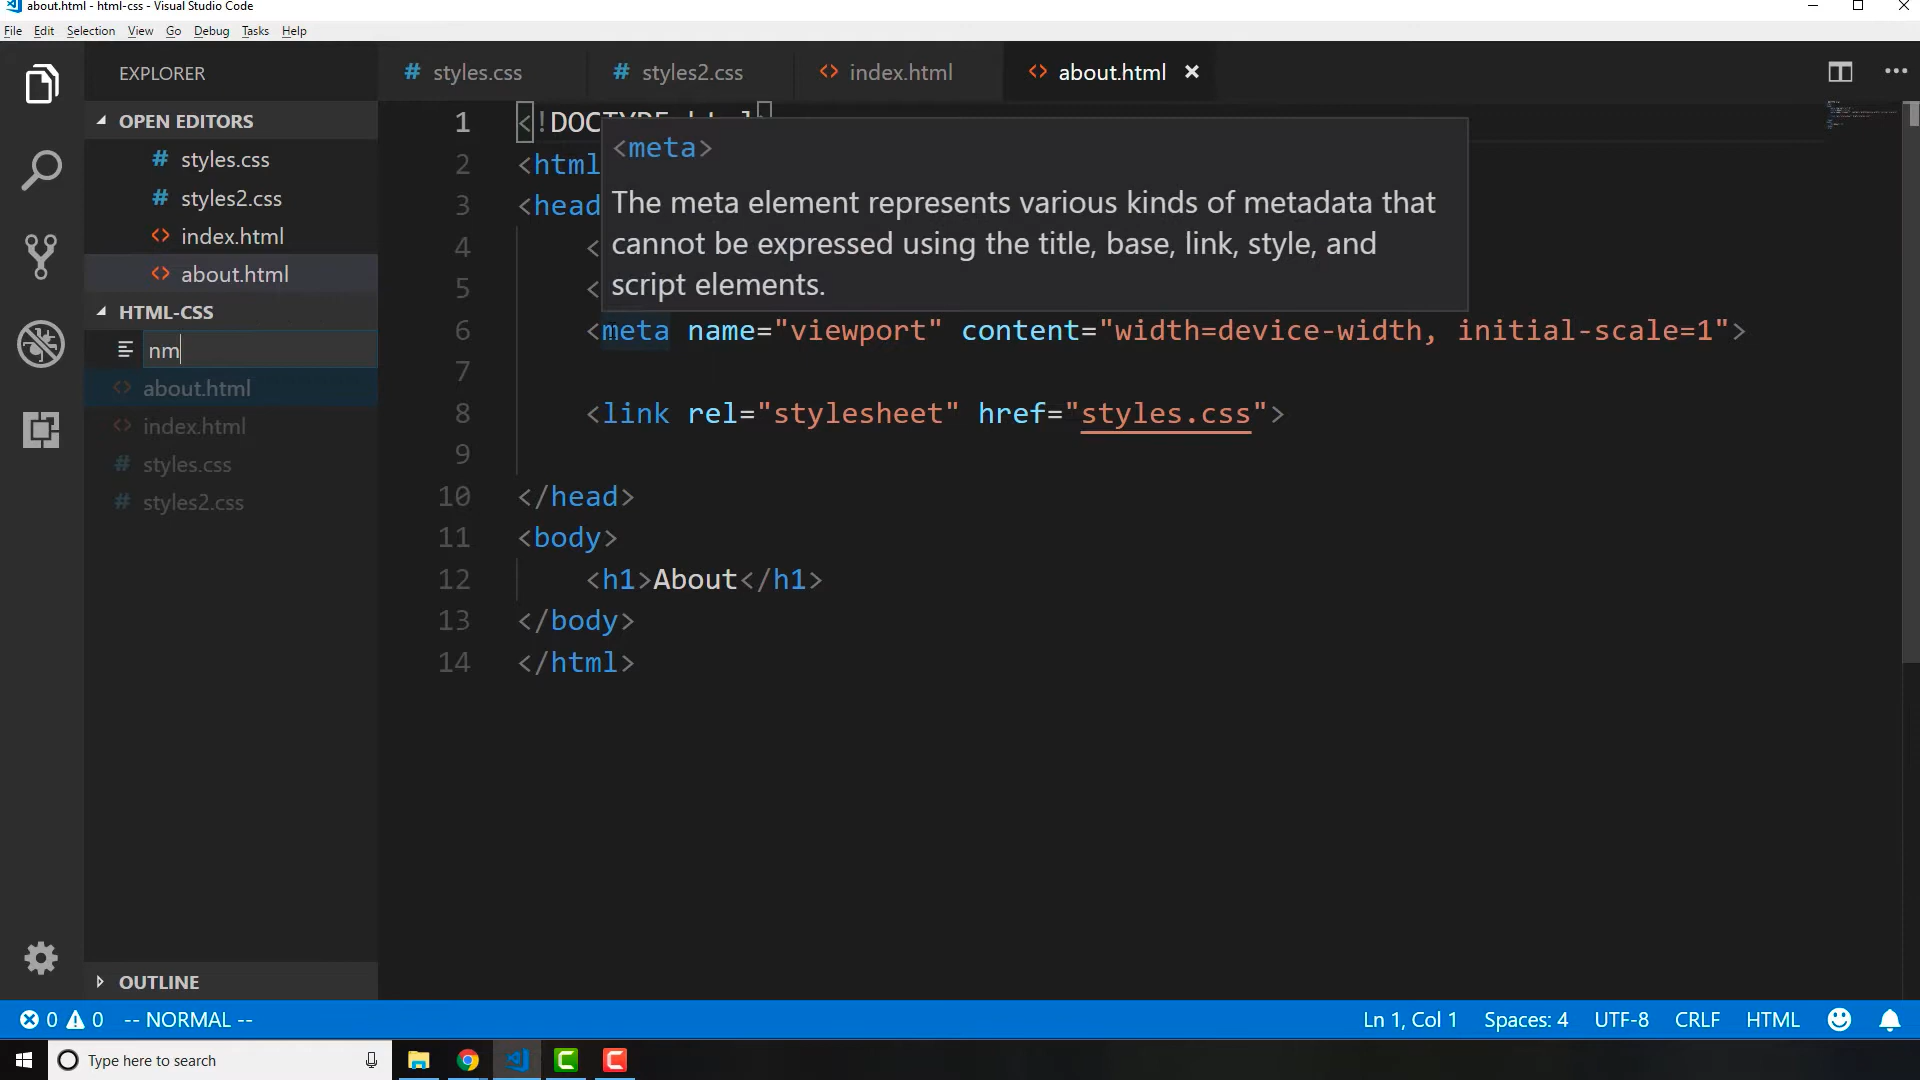 about.html - html-css - Visual Studio Code
File Edit Selection View Go Debug Tasks Help
EXPLORER
OPEN EDITORS
# styles.css
# styles2.css
<> index.html
<> about.html
HTML-CSS
nm
<> about.html
<> index.html
# styles.css
# styles2.css
OUTLINE
# styles.css # styles2.css <> index.html <> about.html ×
1 <!DOCTYPE html>
2 <html
3 <head
4 <
5 <
<meta>
The meta element represents various kinds of metadata that
cannot be expressed using the title, base, link, style, and
script elements.
6 <meta name="viewport" content="width=device-width, initial-scale=1">
7
8 <link rel="stylesheet" href="styles.css">
9
10 </head>
11 <body>
12 <h1>About</h1>
13 </body>
14 </html>
0 0 -- NORMAL -- Ln 1, Col 1 Spaces: 4 UTF-8 CRLF HTML
Type here to search